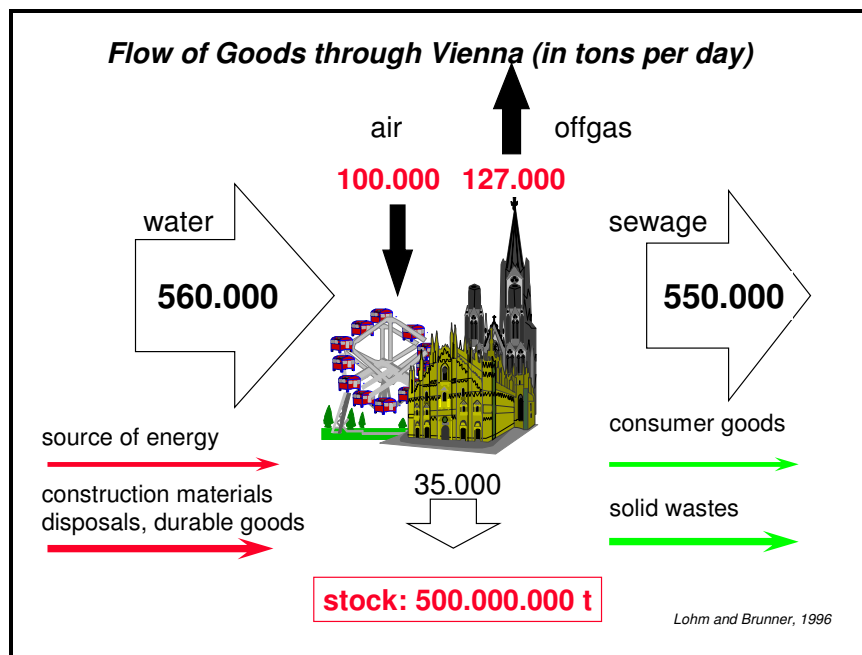 Flow of Goods through Vienna (in tons per day)
air
offgas
100.000
127.000
water
560.000
sewage
550.000
source of energy
construction materials
disposals, durable goods
35.000
consumer goods
solid wastes
stock: 500.000.000 t
Lohm and Brunner, 1996